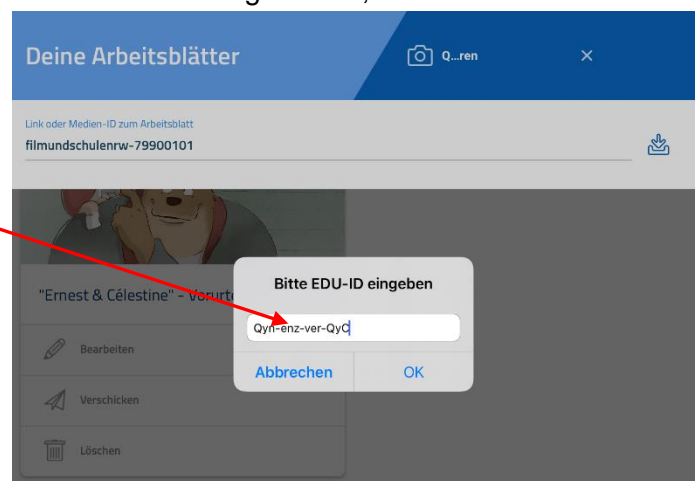 Deine Arbeitsblätter
Q...ren
×
Link oder Medien-ID zum Arbeitsblatt
filmundschulenrw-79900101
"Ernest & Célestine" - Vorurte
Bitte EDU-ID eingeben
Qyn-enz-ver-QyC
Abbrechen
OK
Bearbeiten
Verschicken
Löschen